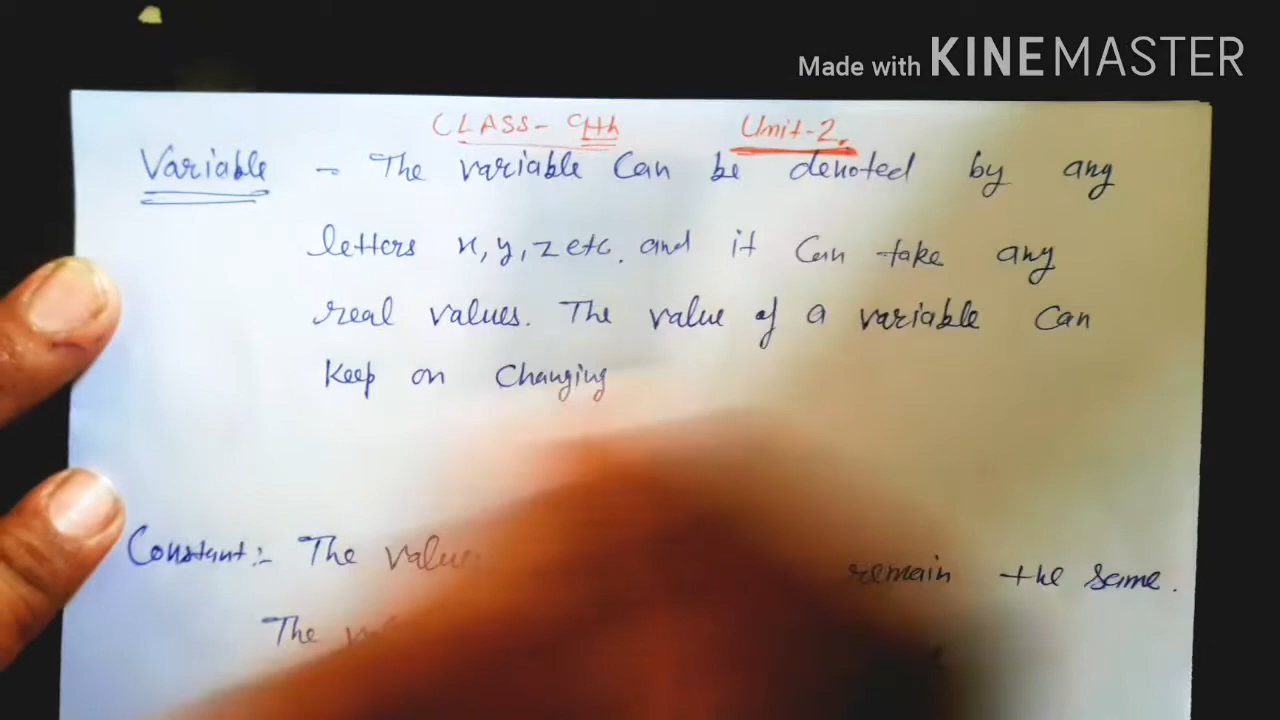 Made with KINEMASTER
CLASS- 9th Unit-2.
Variable - The variable can be denoted by any
letters x, y, z etc. and it can take any
real values. The value of a variable can
keep on changing
Constant:- The value remain the same.
The